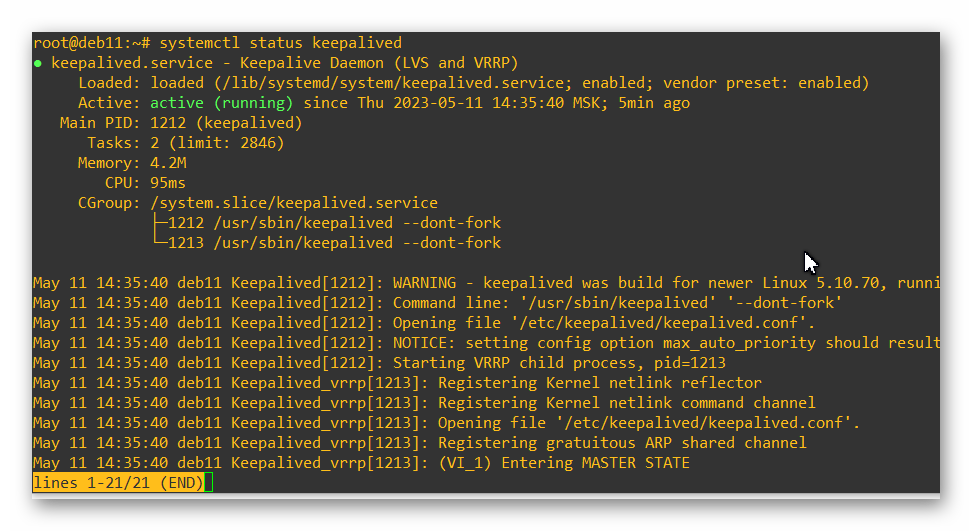 root@deb11:~# systemctl status keepalived
● keepalived.service - Keepalive Daemon (LVS and VRRP)
Loaded: loaded (/lib/systemd/system/keepalived.service; enabled; vendor preset: enabled)
Active: active (running) since Thu 2023-05-11 14:35:40 MSK; 5min ago
Main PID: 1212 (keepalived)
Tasks: 2 (limit: 2846)
Memory: 4.2M
CPU: 95ms
CGroup: /system.slice/keepalived.service
├─1212 /usr/sbin/keepalived --dont-fork
└─1213 /usr/sbin/keepalived --dont-fork
May 11 14:35:40 deb11 Keepalived[1212]: WARNING - keepalived was build for newer Linux 5.10.70, runni
May 11 14:35:40 deb11 Keepalived[1212]: Command line: '/usr/sbin/keepalived' '--dont-fork'
May 11 14:35:40 deb11 Keepalived[1212]: Opening file '/etc/keepalived/keepalived.conf'.
May 11 14:35:40 deb11 Keepalived[1212]: NOTICE: setting config option max_auto_priority should result
May 11 14:35:40 deb11 Keepalived[1212]: Starting VRRP child process, pid=1213
May 11 14:35:40 deb11 Keepalived_vrrp[1213]: Registering Kernel netlink reflector
May 11 14:35:40 deb11 Keepalived_vrrp[1213]: Registering Kernel netlink command channel
May 11 14:35:40 deb11 Keepalived_vrrp[1213]: Opening file '/etc/keepalived/keepalived.conf'.
May 11 14:35:40 deb11 Keepalived_vrrp[1213]: Registering gratuitous ARP shared channel
May 11 14:35:40 deb11 Keepalived_vrrp[1213]: (VI_1) Entering MASTER STATE
lines 1-21/21 (END)